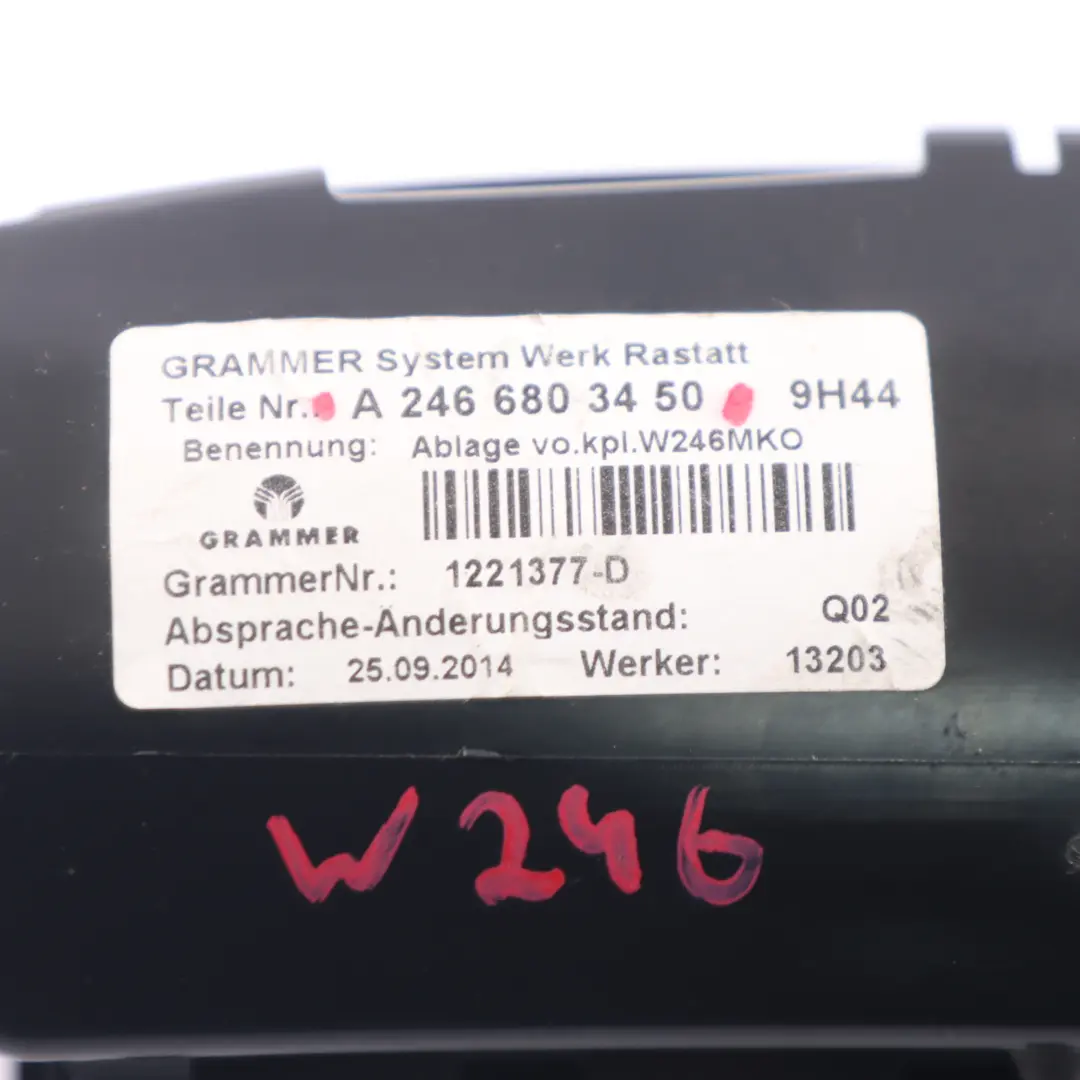 GRAMMER System Werk Rastatt
Teile Nr.: A 246 680 34 50 9H44
Benennung: Ablage vo.kpl.W246MKO
GRAMMER
GrammerNr.: 1221377-D
Absprache-Änderungsstand: Q02
Datum: 25.09.2014 Werker: 13203
W246